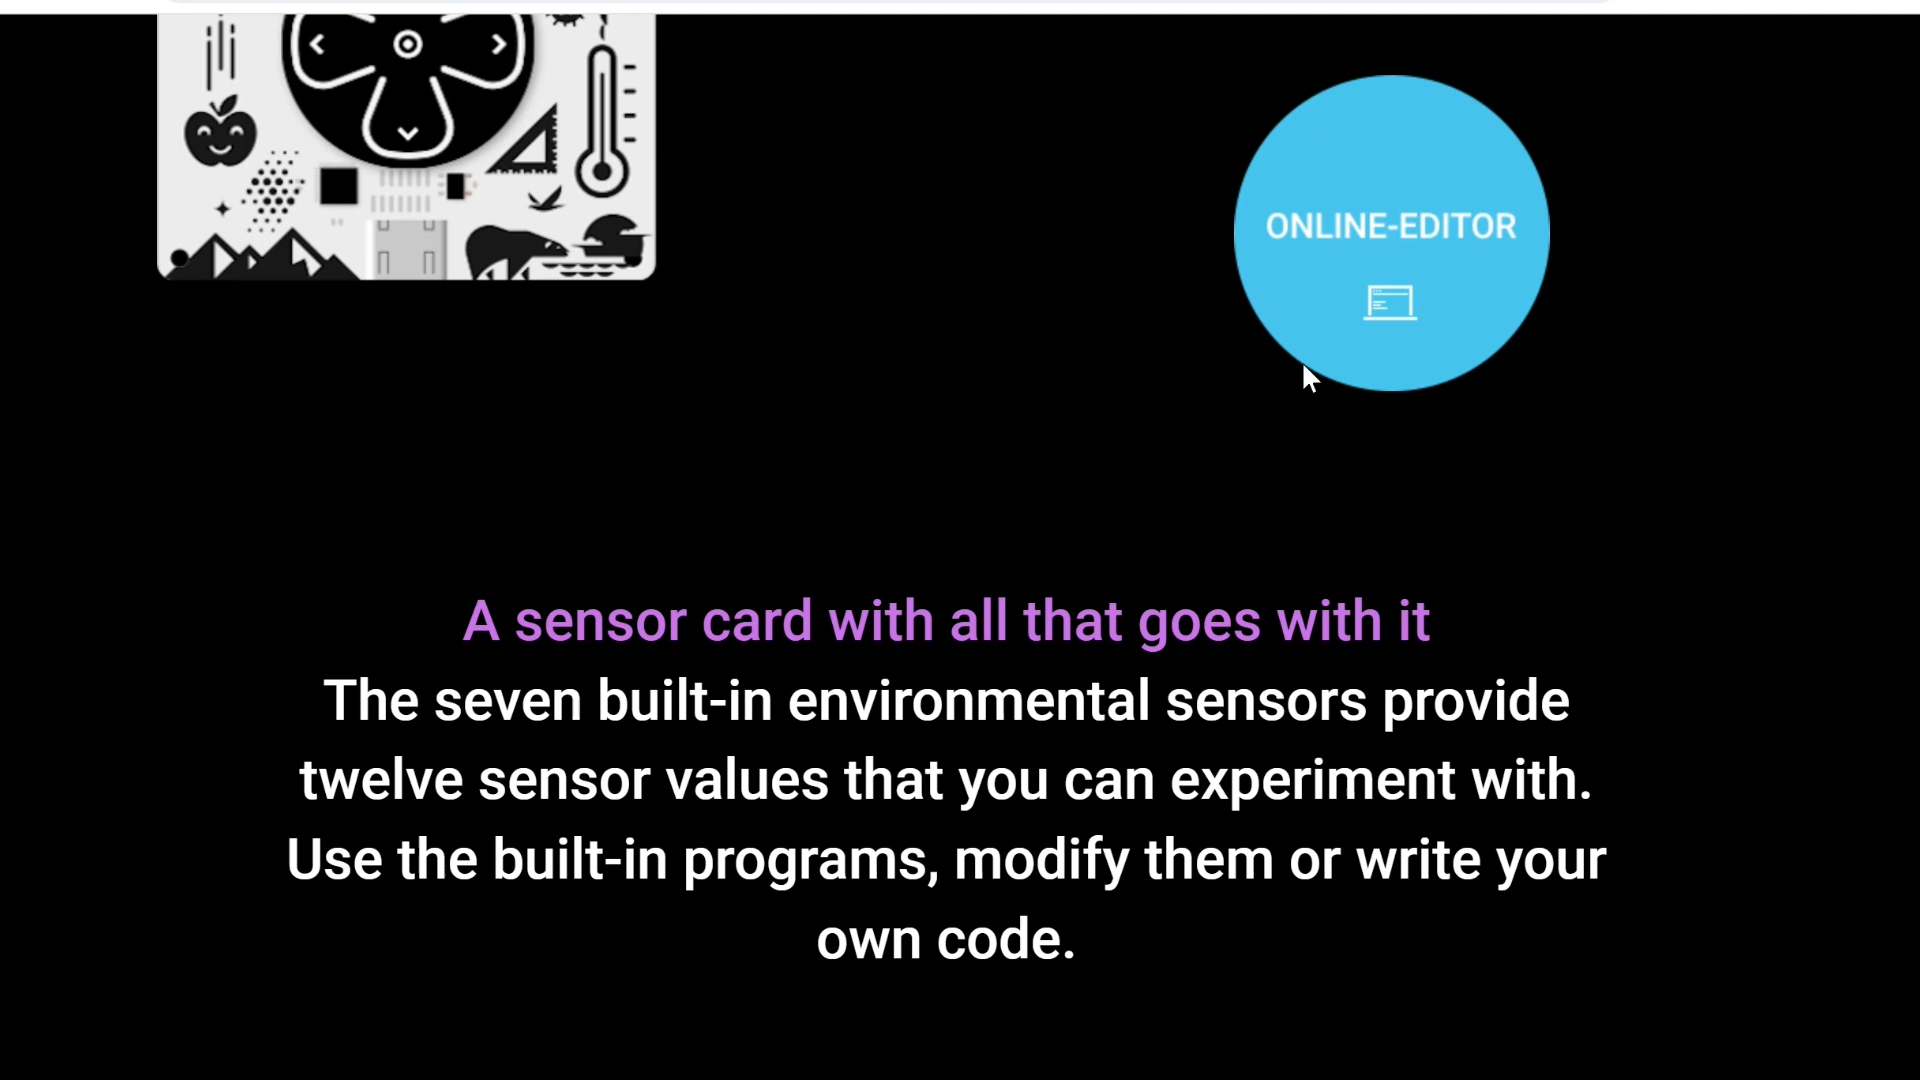 ONLINE-EDITOR
A sensor card with all that goes with it
The seven built-in environmental sensors provide
twelve sensor values that you can experiment with.
Use the built-in programs, modify them or write your
own code.